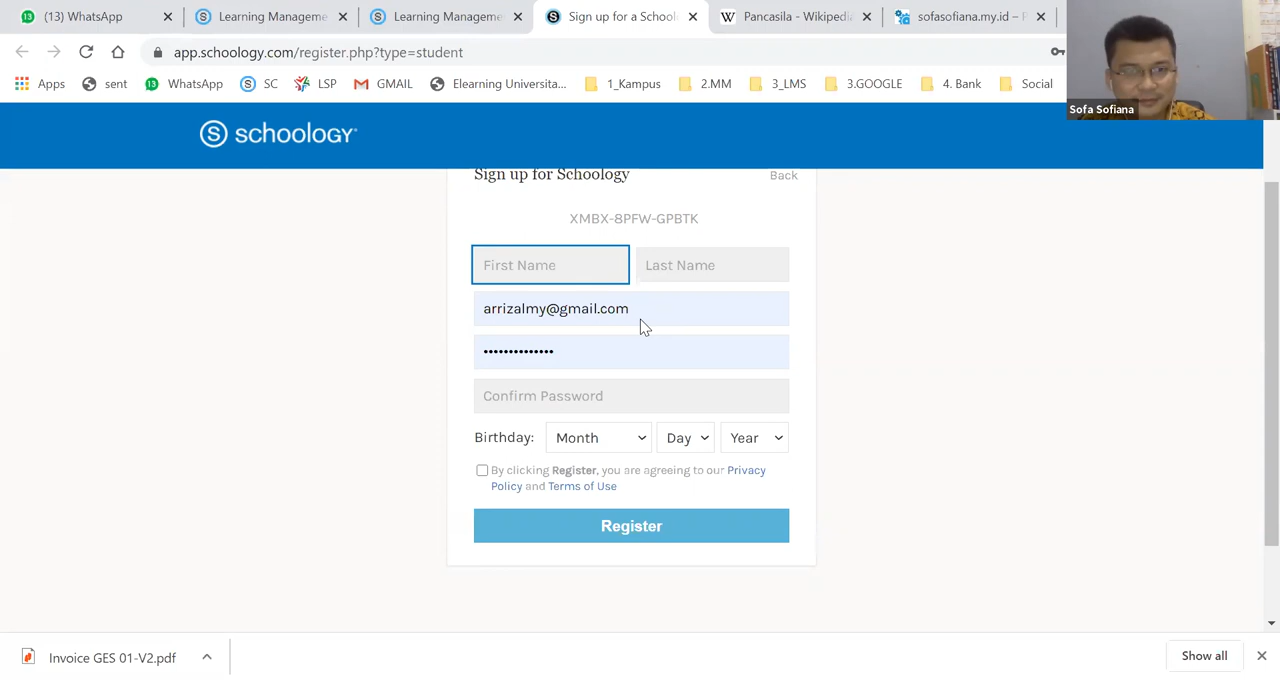 (13) WhatsApp
Learning Manageme
Learning Manageme
Sign up for a School
Pancasila - Wikipedia
sofasofiana.my.id – P
app.schoology.com/register.php?type=student
Apps
sent
WhatsApp
SC
LSP
GMAIL
Elearning Universita...
1_Kampus
2.MM
3_LMS
3.GOOGLE
4. Bank
Social
Sofa Sofiana
schoology
Sign up for Schoology
Back
XMBX-8PFW-GPBTK
First Name
Last Name
arrizalmy@gmail.com
••••••••••••••
Confirm Password
Birthday:
Month
Day
Year
By clicking Register, you are agreeing to our Privacy
Policy and Terms of Use
Register
Invoice GES 01-V2.pdf
Show all